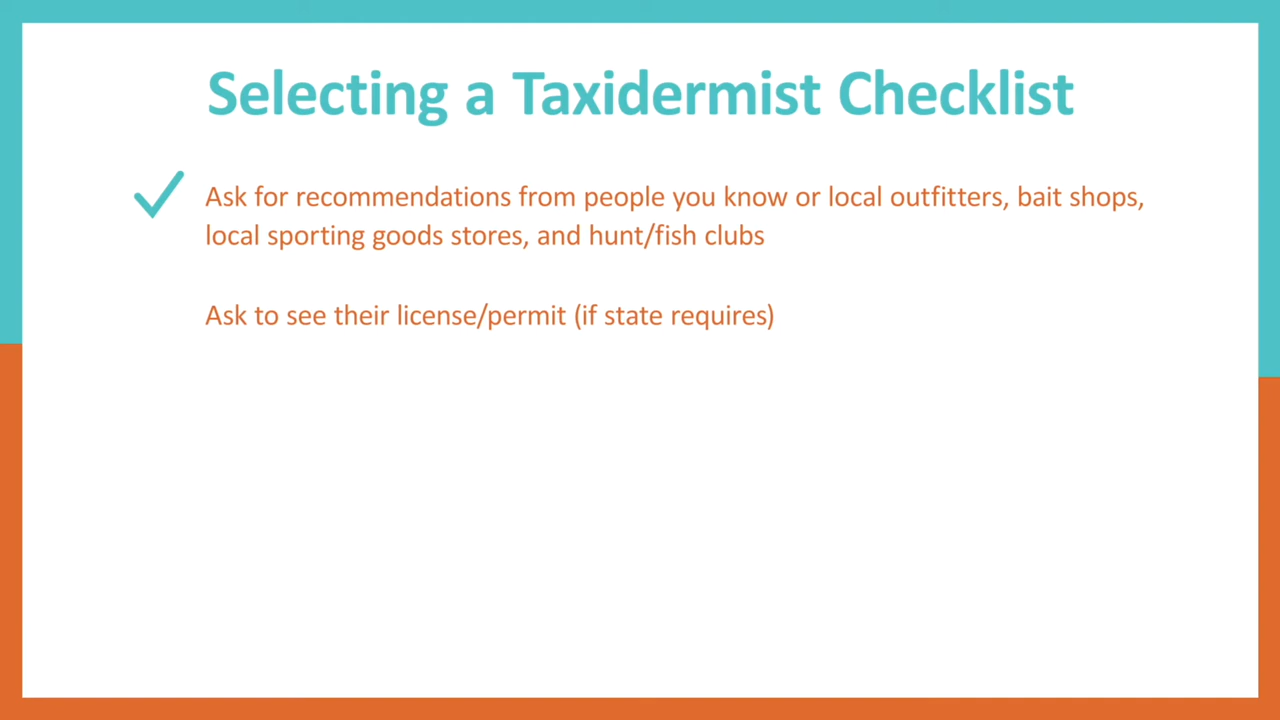 Selecting a Taxidermist Checklist
Ask for recommendations from people you know or local outfitters, bait shops,
local sporting goods stores, and hunt/fish clubs
Ask to see their license/permit (if state requires)